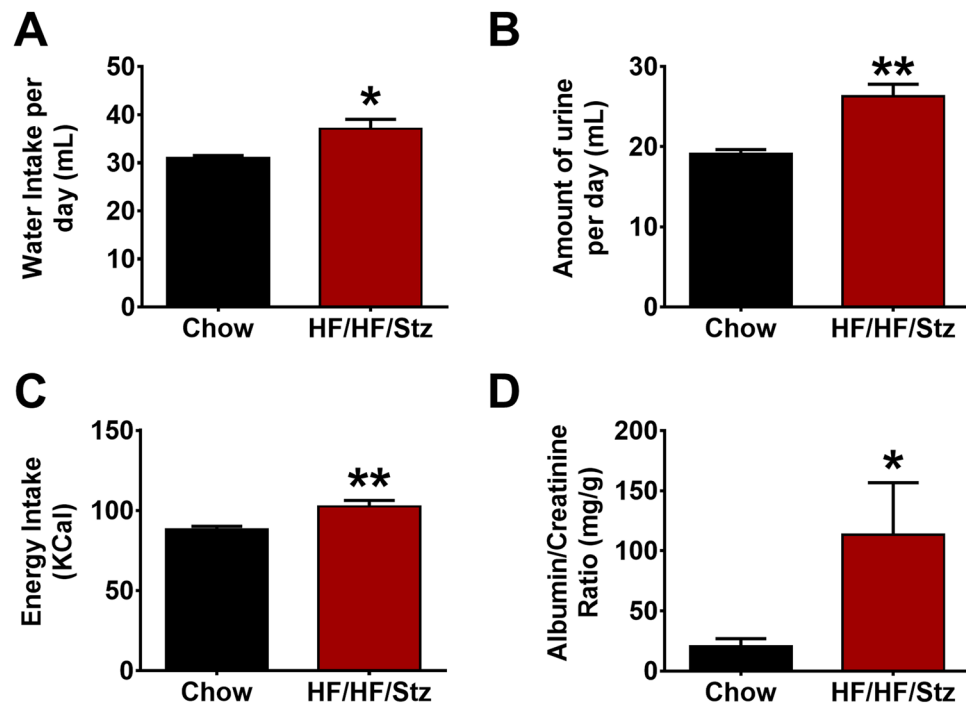 A
Water Intake per
day (mL)
50
40
30
20
10
0
*
Chow
HF/HF/Stz
B
Amount of urine
per day (mL)
30
20
10
0
**
Chow
HF/HF/Stz
C
Energy Intake
(KCal)
150
100
50
0
**
Chow
HF/HF/Stz
D
Albumin/Creatinine
Ratio (mg/g)
200
150
100
50
0
*
Chow
HF/HF/Stz